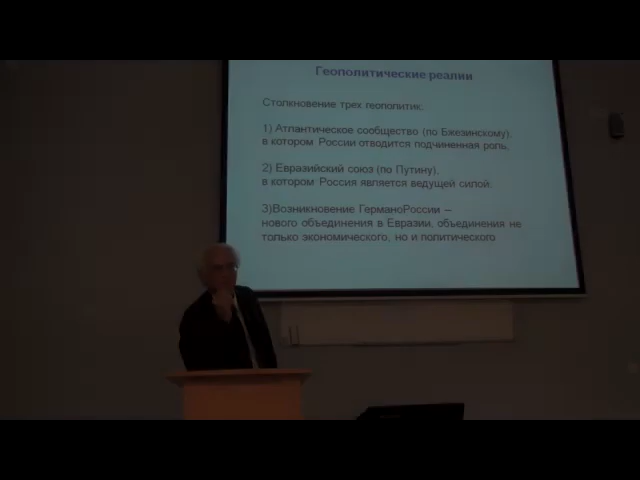 Геополитические реалии
Столкновение трех геополитик:
1) Атлантическое сообщество (по Бжезинскому),
в котором России отводится подчиненная роль,
2) Евразийский союз (по Путину),
в котором Россия является ведущей силой.
3)Возникновение ГерманоРоссии –
нового объединения в Евразии, объединения не
только экономического, но и политического